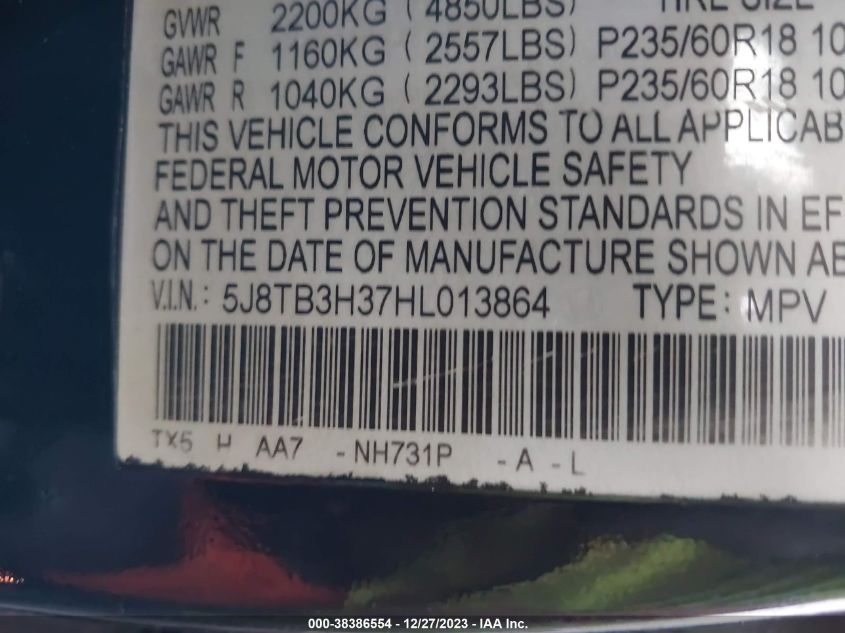 GVWR 2200KG ( 4850LBS) TIRE SIZE
GAWR F 1160KG ( 2557LBS) P235/60R18 10
GAWR R 1040KG ( 2293LBS) P235/60R18 10
THIS VEHICLE CONFORMS TO ALL APPLICAB
FEDERAL MOTOR VEHICLE SAFETY
AND THEFT PREVENTION STANDARDS IN EF
ON THE DATE OF MANUFACTURE SHOWN AB
V.I.N.: 5J8TB3H37HL013864 TYPE: MPV
TX5 H AA7 -NH731P -A -L
000-38386554 - 12/27/2023 - IAA Inc.